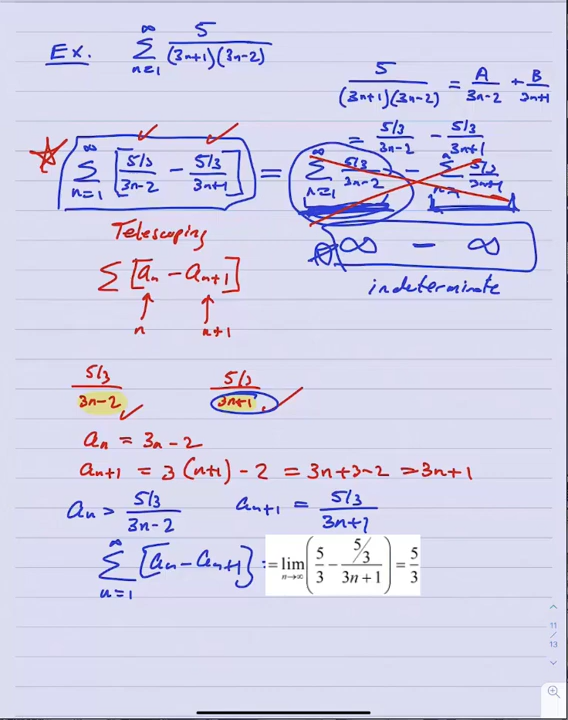 Ex. ∑_{n=1}^{∞} 5/((3n+1)(3n-2))
5/((3n+1)(3n-2)) = A/(3n-2) + B/(3n+1)
= (5/3)/(3n-2) - (5/3)/(3n+1)
∑_{n=1}^{∞} [(5/3)/(3n-2) - (5/3)/(3n+1)] = ∑_{n=1}^{∞} (5/3)/(3n-2) - ∑_{n=1} (5/3)/(3n+1)
∞ - ∞
indeterminate
Telescoping
∑ [a_n - a_{n+1}]
n n+1
(5/3)/(3n-2) (5/3)/(3n+1)
a_n = 3n-2
a_{n+1} = 3(n+1)-2 = 3n+3-2 = 3n+1
a_n = (5/3)/(3n-2) a_{n+1} = (5/3)/(3n+1)
∑_{n=1}^{∞} [a_n - a_{n+1}] := lim_{n→∞} (5/3 - (5/3)/(3n+1)) = 5/3
11
/
13